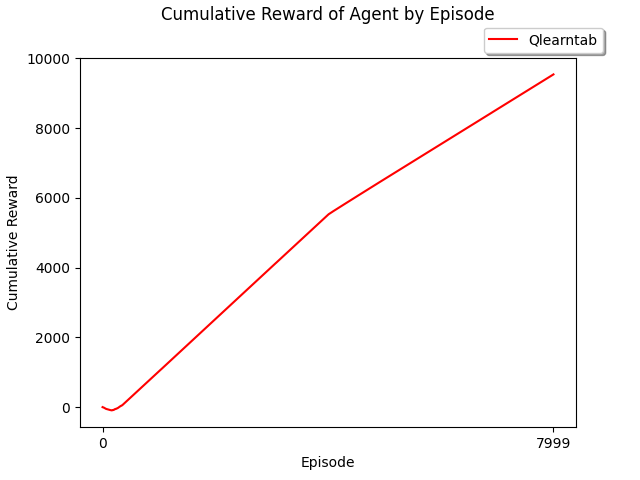 Cumulative Reward of Agent by Episode
Qlearntab
10000
8000
6000
4000
2000
0
Cumulative Reward
0 7999
Episode